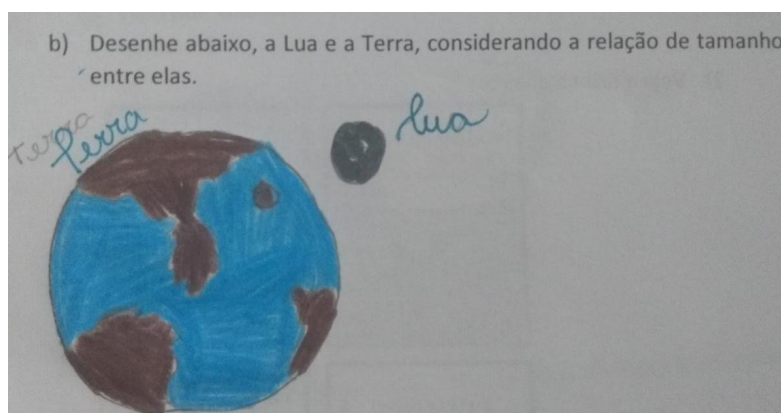 b) Desenhe abaixo, a Lua e a Terra, considerando a relação de tamanho
entre elas.
terra
Terra
lua